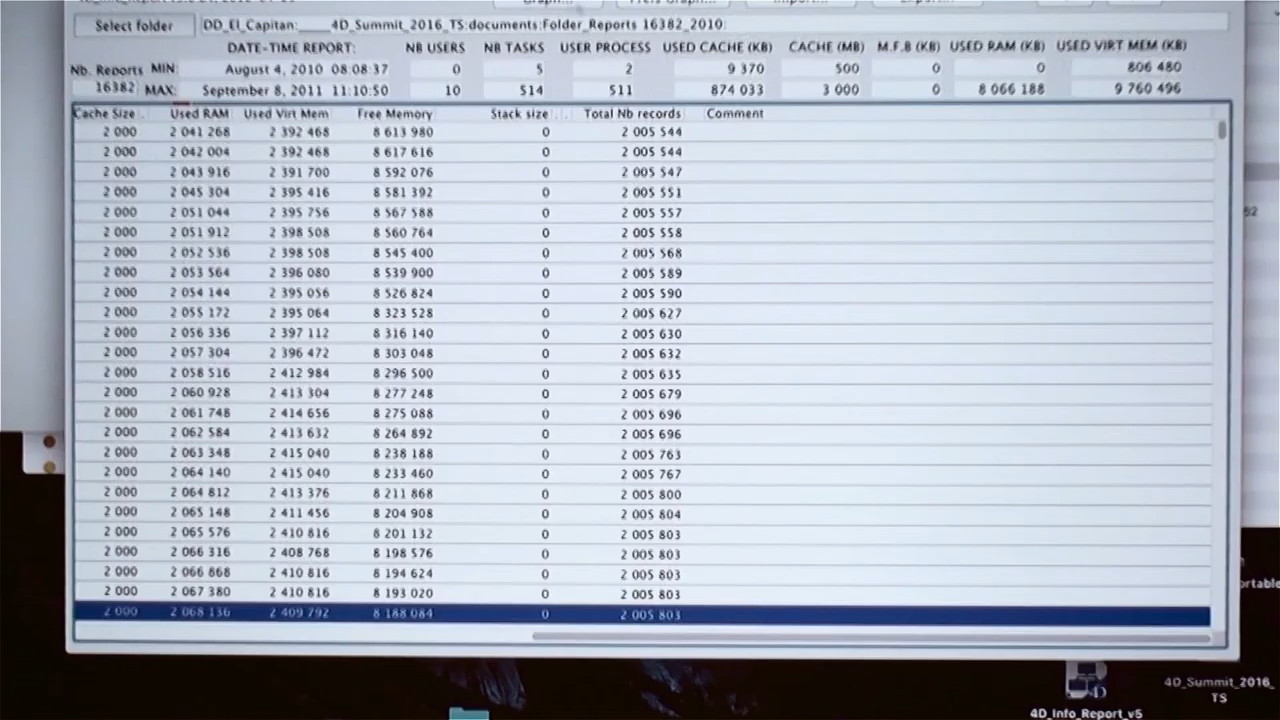 Select folder DD_El_Capitan:____4D_Summit_2016_TS:documents:Folder_Reports 16382_2010:
DATE-TIME REPORT: NB USERS NB TASKS USER PROCESS USED CACHE (KB) CACHE (MB) M.F.B (KB) USED RAM (KB) USED VIRT MEM (KB)
Nb. Reports MIN: August 4, 2010 08:08:37 0 5 2 9 370 500 0 0 806 480
16382 MAX: September 8, 2011 11:10:50 10 514 511 874 033 3 000 0 8 066 188 9 760 496
Cache Size Used RAM Used Virt Mem Free Memory Stack size Total Nb records Comment
2 000 2 041 268 2 392 468 8 613 980 0 2 005 544
2 000 2 042 004 2 392 468 8 617 616 0 2 005 544
2 000 2 043 916 2 391 700 8 592 076 0 2 005 547
2 000 2 045 304 2 395 416 8 581 392 0 2 005 551
2 000 2 051 044 2 395 756 8 567 588 0 2 005 557
2 000 2 051 912 2 398 508 8 560 764 0 2 005 558
2 000 2 052 536 2 398 508 8 545 400 0 2 005 568
2 000 2 053 564 2 396 080 8 539 900 0 2 005 589
2 000 2 054 144 2 395 056 8 526 824 0 2 005 590
2 000 2 055 172 2 395 064 8 323 528 0 2 005 627
2 000 2 056 336 2 397 112 8 316 140 0 2 005 630
2 000 2 057 304 2 396 472 8 303 048 0 2 005 632
2 000 2 058 516 2 412 984 8 296 500 0 2 005 635
2 000 2 060 928 2 413 304 8 277 248 0 2 005 679
2 000 2 061 748 2 414 656 8 275 088 0 2 005 696
2 000 2 062 584 2 413 632 8 264 892 0 2 005 696
2 000 2 063 348 2 415 040 8 238 188 0 2 005 763
2 000 2 064 140 2 415 040 8 233 460 0 2 005 767
2 000 2 064 812 2 413 376 8 211 868 0 2 005 800
2 000 2 065 148 2 411 456 8 204 908 0 2 005 804
2 000 2 065 576 2 410 816 8 201 132 0 2 005 803
2 000 2 066 316 2 408 768 8 198 576 0 2 005 803
2 000 2 066 868 2 410 816 8 194 624 0 2 005 803
2 000 2 067 380 2 410 816 8 193 020 0 2 005 803
2 000 2 068 136 2 409 792 8 188 084 0 2 005 803
4D_Info_Report_v5
4D_Summit_2016_
TS